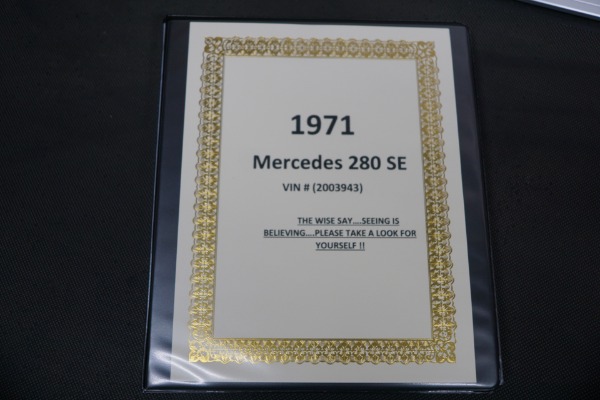 1971
Mercedes 280 SE
VIN # (2003943)
THE WISE SAY....SEEING IS
BELIEVING....PLEASE TAKE A LOOK FOR
YOURSELF !!